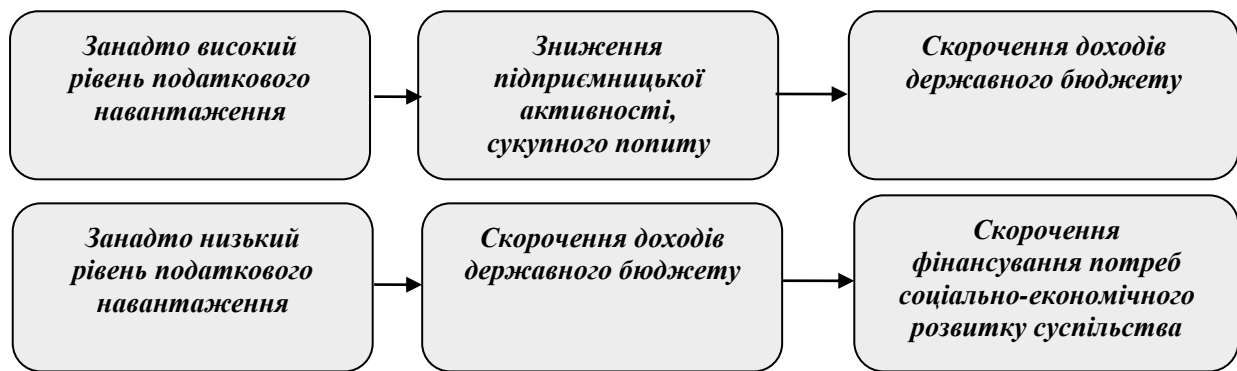 Занадто високий
рівень податкового
навантаження
Зниження
підприємницької
активності,
сукупного попиту
Скорочення доходів
державного бюджету
Занадто низький
рівень податкового
навантаження
Скорочення доходів
державного бюджету
Скорочення
фінансування потреб
соціально-економічного
розвитку суспільства